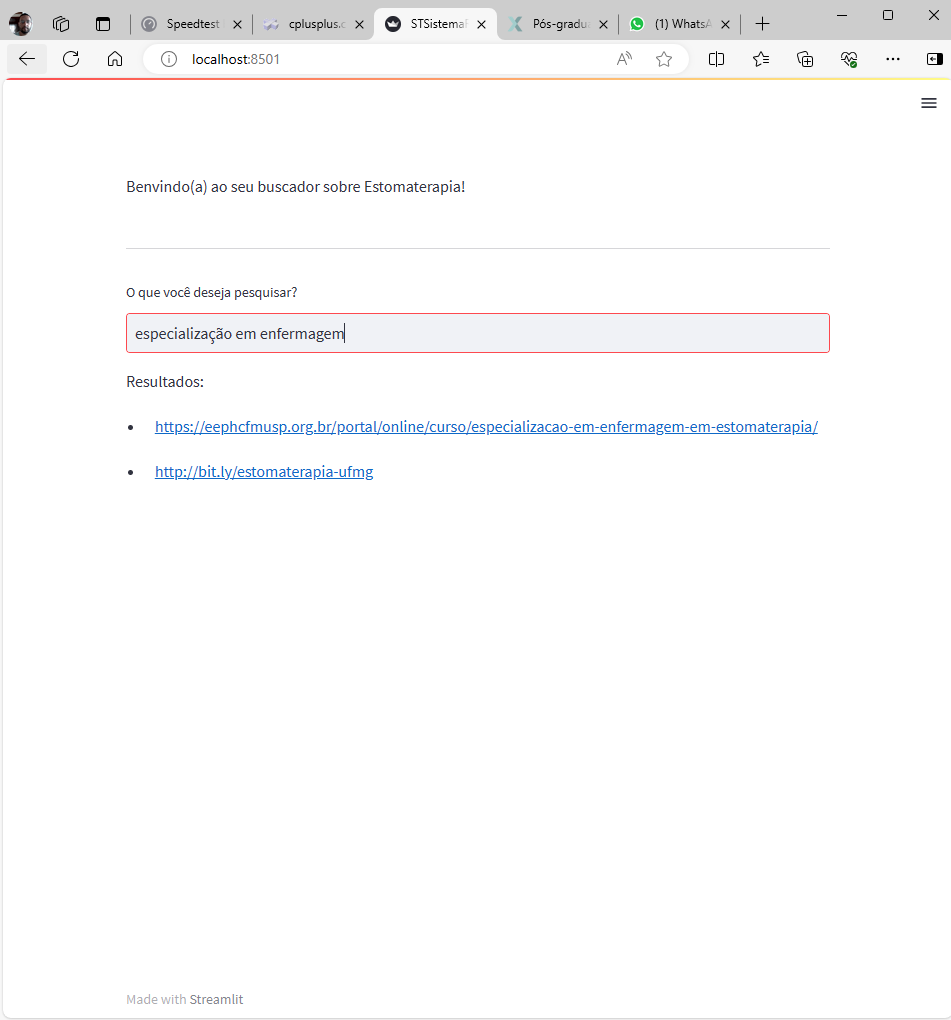 Speedtest
cplusplus.c
STSistemaF
Pós-gradua
(1) WhatsA
localhost:8501
Benvindo(a) ao seu buscador sobre Estomaterapia!
O que você deseja pesquisar?
especialização em enfermagem
Resultados:
https://eephcfmusp.org.br/portal/online/curso/especializacao-em-enfermagem-em-estomaterapia/
http://bit.ly/estomaterapia-ufmg
Made with Streamlit